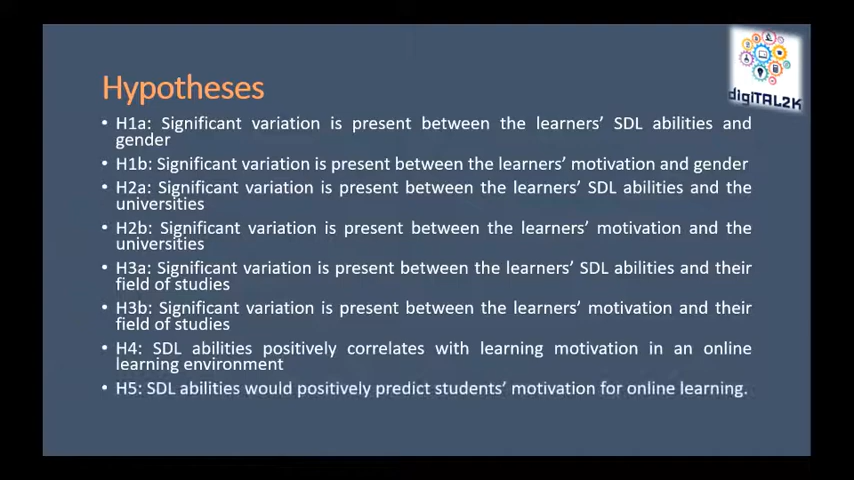 digiTAL2K
Hypotheses
• H1a: Significant variation is present between the learners' SDL abilities and
gender
• H1b: Significant variation is present between the learners' motivation and gender
• H2a: Significant variation is present between the learners' SDL abilities and the
universities
• H2b: Significant variation is present between the learners' motivation and the
universities
• H3a: Significant variation is present between the learners' SDL abilities and their
field of studies
• H3b: Significant variation is present between the learners' motivation and their
field of studies
• H4: SDL abilities positively correlates with learning motivation in an online
learning environment
• H5: SDL abilities would positively predict students' motivation for online learning.